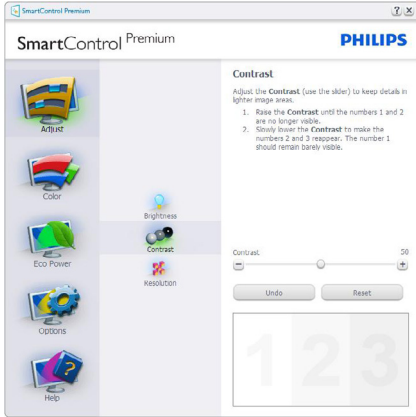 SmartControl Premium
SmartControl Premium
PHILIPS
Adjust
Color
Eco Power
Options
Help
Brightness
Contrast
Resolution
Contrast
Adjust the Contrast (use the slider) to keep details in
lighter image areas.
1. Raise the Contrast until the numbers 1 and 2
are no longer visible.
2. Slowly lower the Contrast to make the
numbers 2 and 3 reappear. The number 1
should remain barely visible.
Contrast 50
Undo Reset
1 2 3